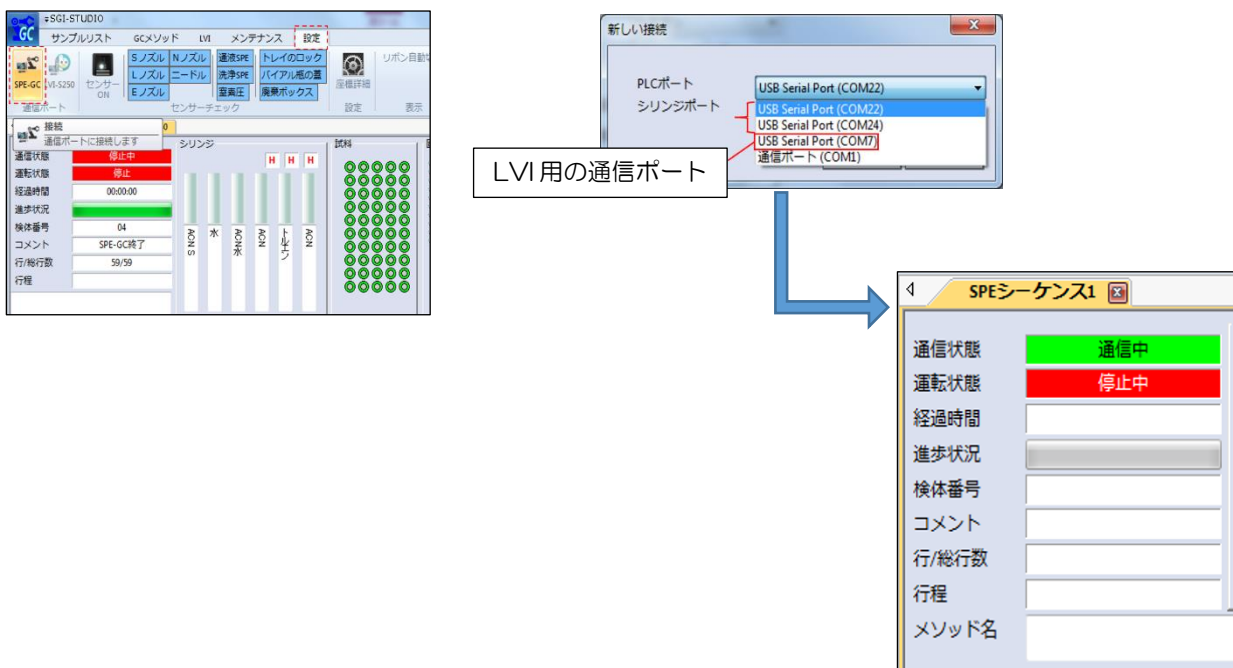 SGI-STUDIO
GC
サンプルリスト GCメソッド LVI メンテナンス 設定
Sノズル Nノズル 通液SPE トレイのロック リボン自動
SPE-GC LVI-S250 センサー ON Lノズル ニードル 洗浄SPE バイアル瓶の蓋 座標詳細
Eノズル 窒素圧 廃棄ボックス
通信ポート センサーチェック 設定 表示
接続
通信ポートに接続します
シリンジ 試料
通信状態 停止中 H H H
運転状態 停止
経過時間 00:00:00
進歩状況
検体番号 04
コメント SPE-GC終了
行/総行数 59/59
行程
ACN S 水 ACN水 ACN トルエン ACN
新しい接続
PLCポート USB Serial Port (COM22)
シリンジポート USB Serial Port (COM22)
USB Serial Port (COM24)
USB Serial Port (COM7)
通信ポート (COM1)
LVI用の通信ポート
SPEシーケンス1
通信状態 通信中
運転状態 停止中
経過時間
進歩状況
検体番号
コメント
行/総行数
行程
メソッド名